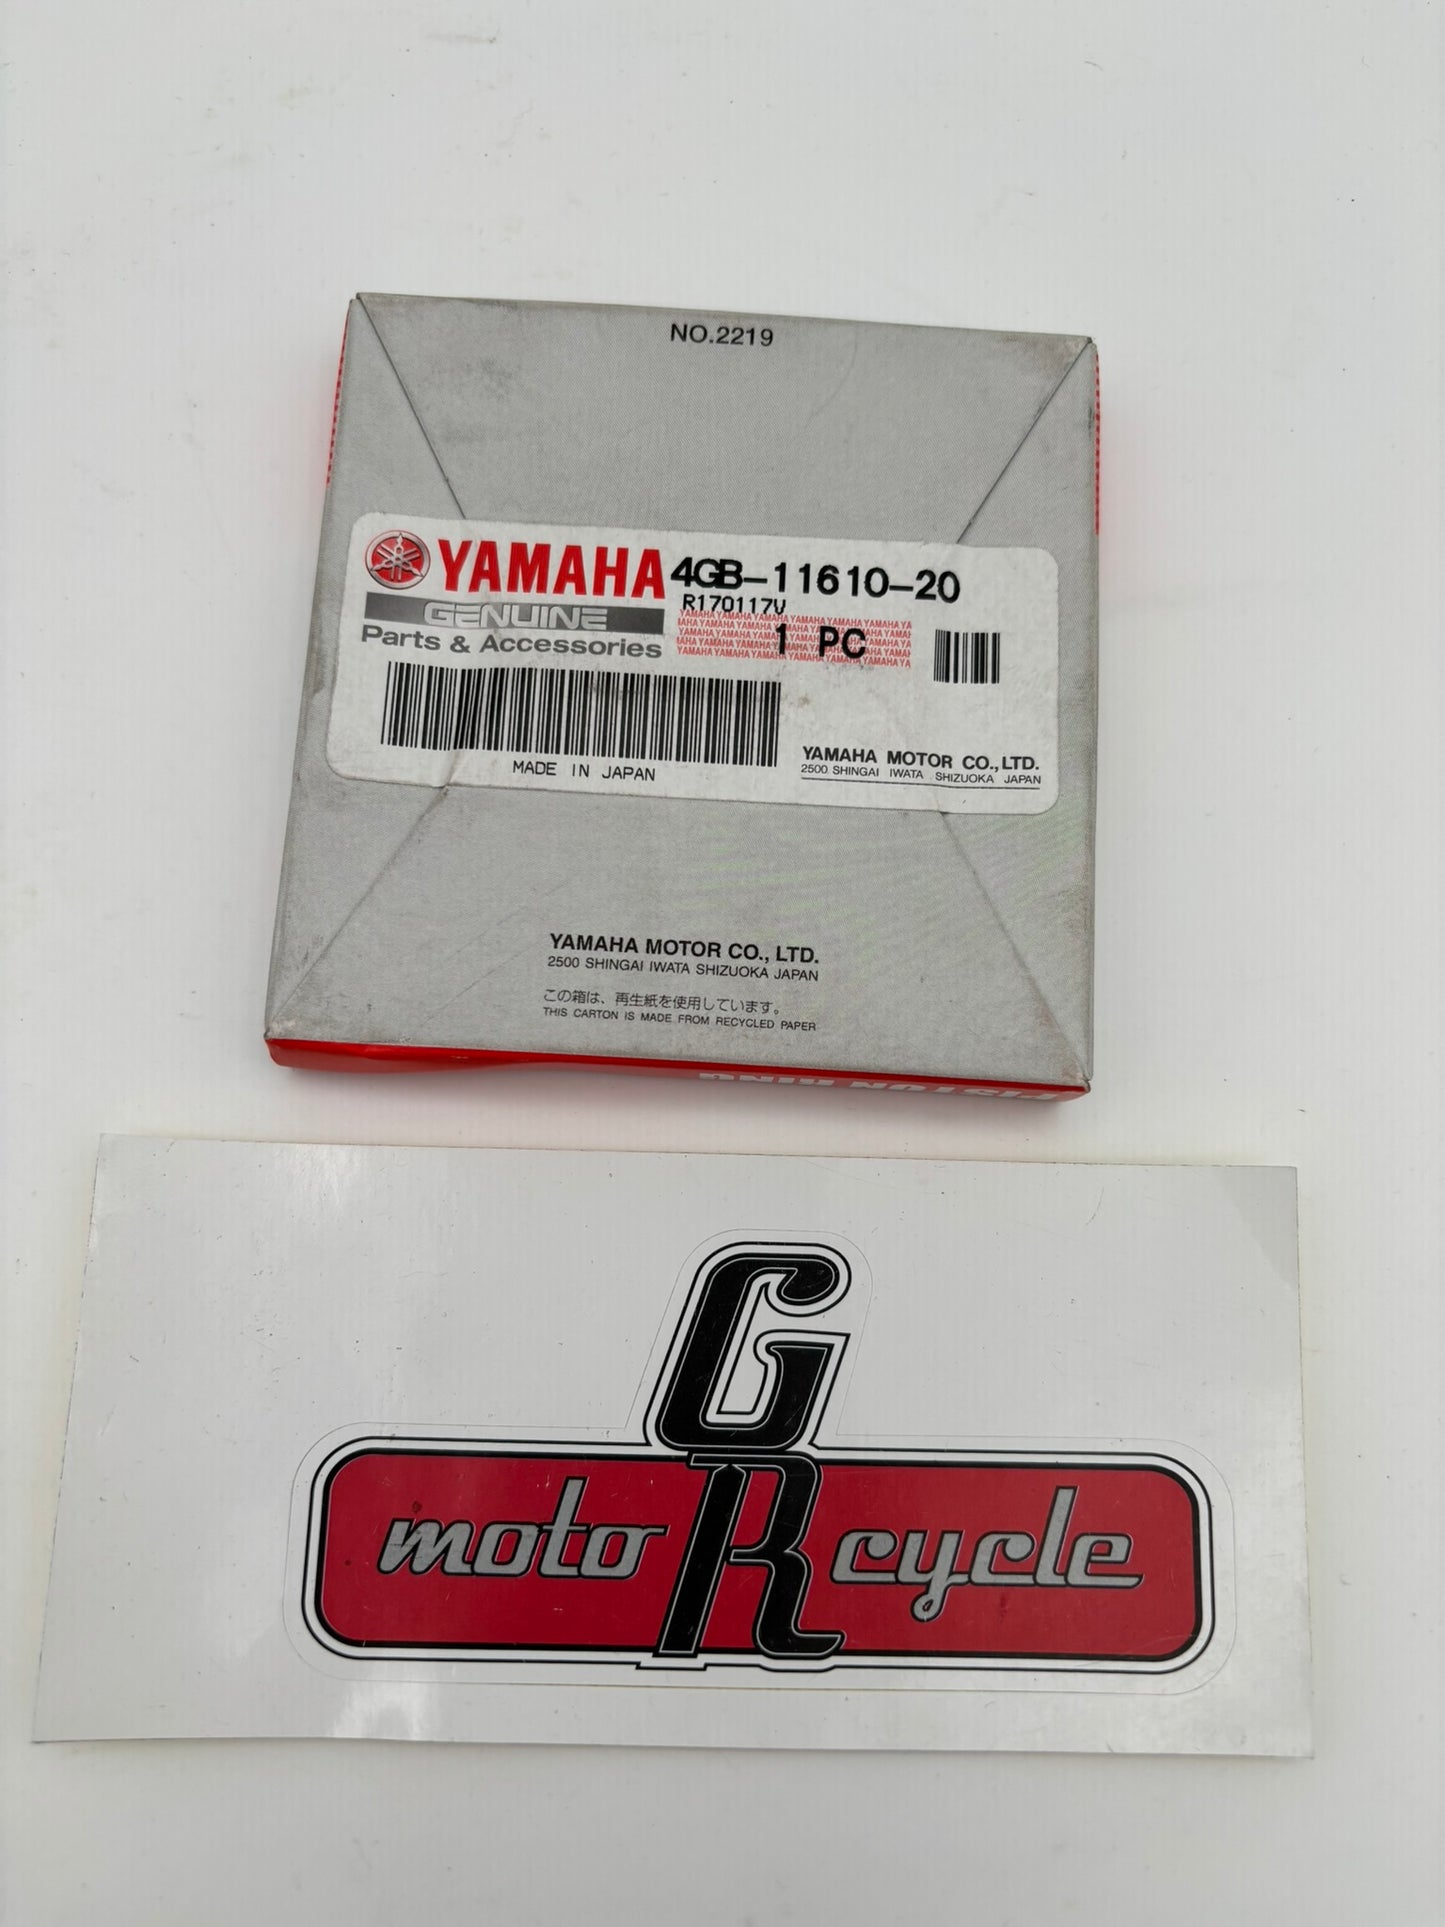 NO.2219
YAMAHA 4GB-11610-20
GENUINE R170117V
Parts & Accessories 1 PC
MADE IN JAPAN
YAMAHA MOTOR CO.,LTD.
2500 SHINGAI IWATA SHIZUOKA JAPAN
YAMAHA MOTOR CO., LTD.
2500 SHINGAI IWATA SHIZUOKA JAPAN
この箱は、再生紙を使用しています。
THIS CARTON IS MADE FROM RECYCLED PAPER
PISTON RING
G
moto R cycle